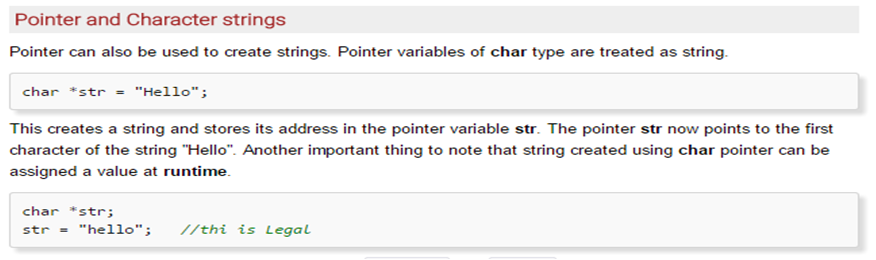 Pointer and Character strings
Pointer can also be used to create strings. Pointer variables of char type are treated as string.
char *str = "Hello";
This creates a string and stores its address in the pointer variable str. The pointer str now points to the first
character of the string "Hello". Another important thing to note that string created using char pointer can be
assigned a value at runtime.
char *str;
str = "hello";   //thi is Legal